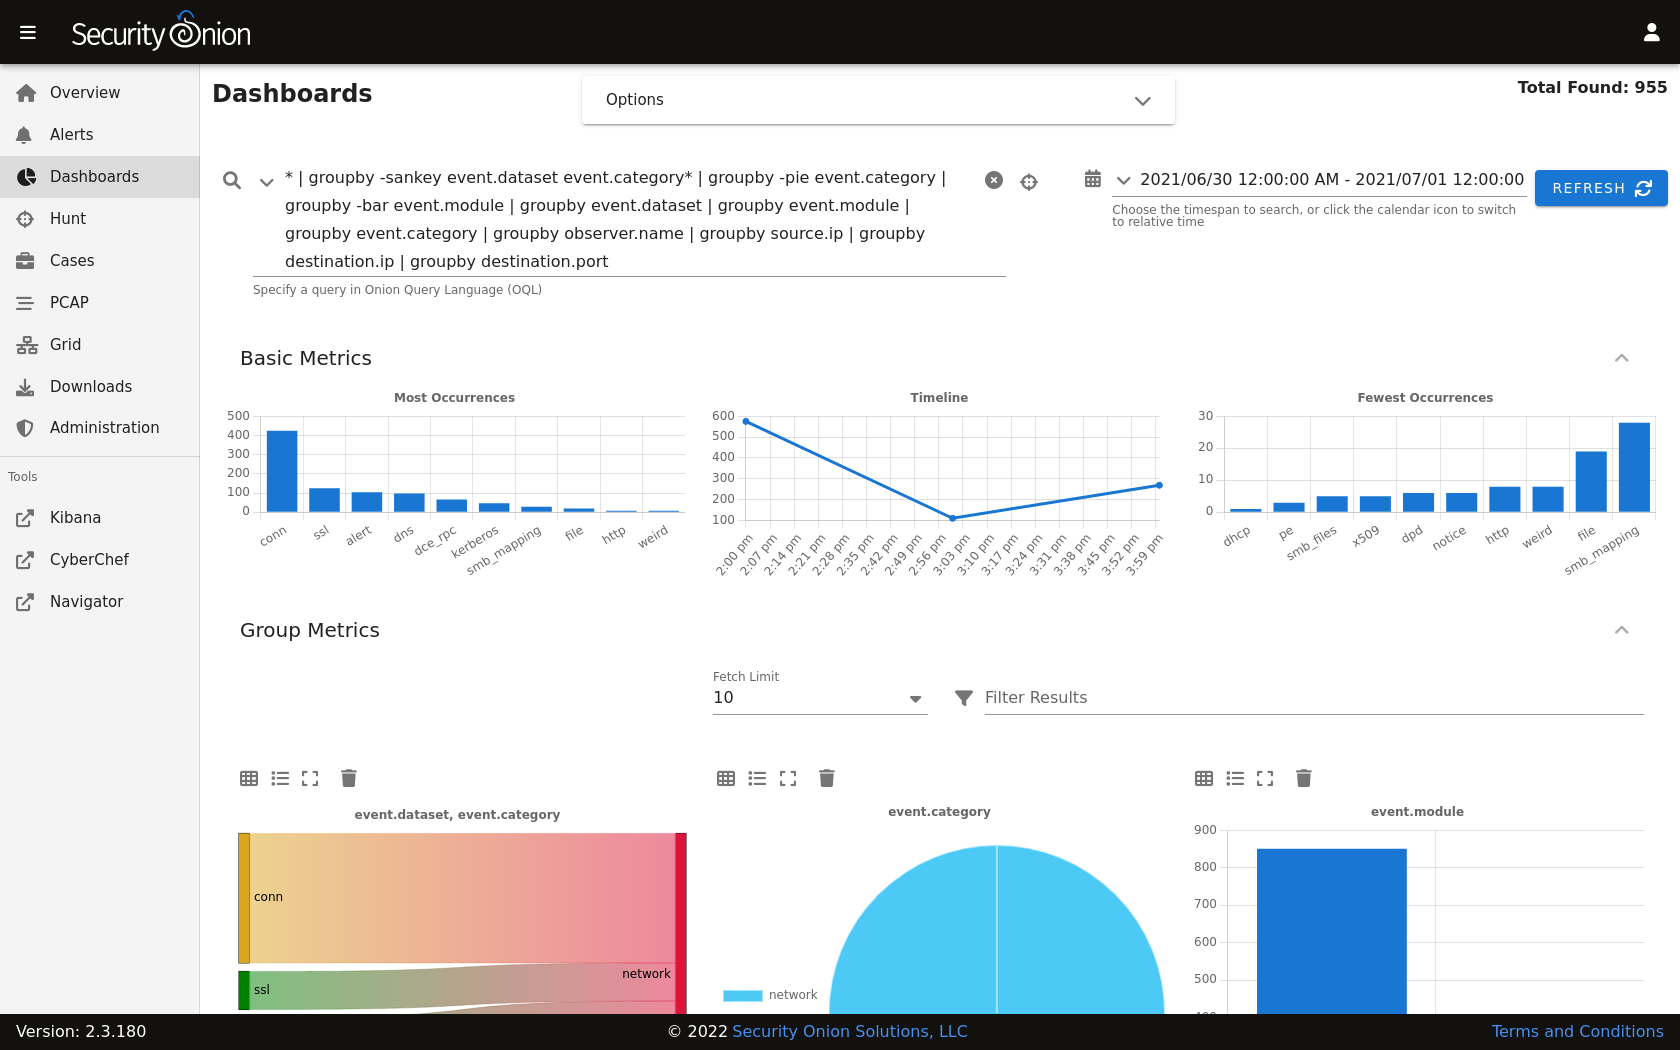 Security Onion
Overview
Alerts
Dashboards
Hunt
Cases
PCAP
Grid
Downloads
Administration
Tools
Kibana
CyberChef
Navigator
Dashboards
Options
Total Found: 955
* | groupby -sankey event.dataset event.category* | groupby -pie event.category |
groupby -bar event.module | groupby event.dataset | groupby event.module |
groupby event.category | groupby observer.name | groupby source.ip | groupby
destination.ip | groupby destination.port
Specify a query in Onion Query Language (OQL)
2021/06/30 12:00:00 AM - 2021/07/01 12:00:00
Choose the timespan to search, or click the calendar icon to switch
to relative time
REFRESH
Basic Metrics
Most Occurrences
500
400
300
200
100
0
conn
ssl
alert
dns
dce_rpc
kerberos
smb_mapping
file
http
weird
Timeline
600
500
400
300
200
100
2:00 pm
2:07 pm
2:14 pm
2:21 pm
2:28 pm
2:35 pm
2:42 pm
2:49 pm
2:56 pm
3:03 pm
3:10 pm
3:17 pm
3:24 pm
3:31 pm
3:38 pm
3:45 pm
3:52 pm
3:59 pm
Fewest Occurrences
30
20
10
0
dhcp
pe
smb_files
x509
dpd
notice
http
weird
file
smb_mapping
Group Metrics
Fetch Limit
10
Filter Results
event.dataset, event.category
conn
ssl
network
event.category
network
event.module
900
800
700
600
500
Version: 2.3.180
© 2022 Security Onion Solutions, LLC
Terms and Conditions